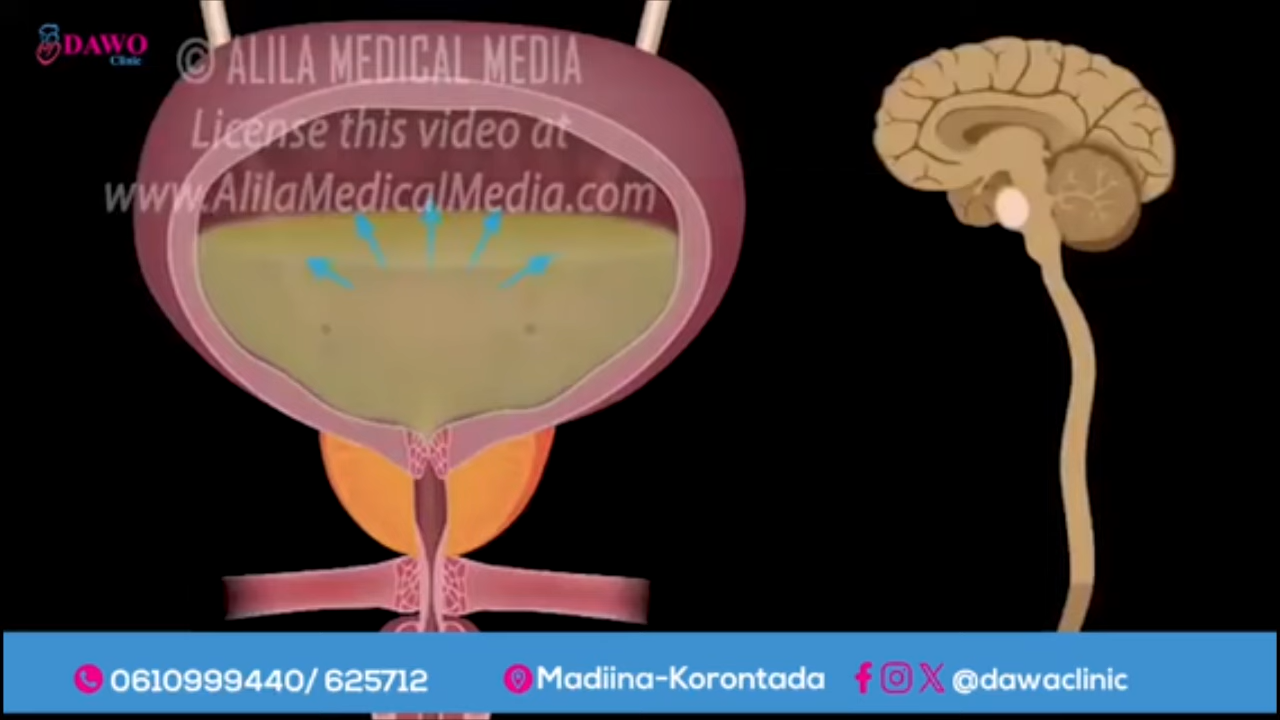 DAWO
Clinic
© ALILA MEDICAL MEDIA
License this video at
www.AlilaMedicalMedia.com
0610999440/ 625712
Madiina-Korontada
@dawaclinic